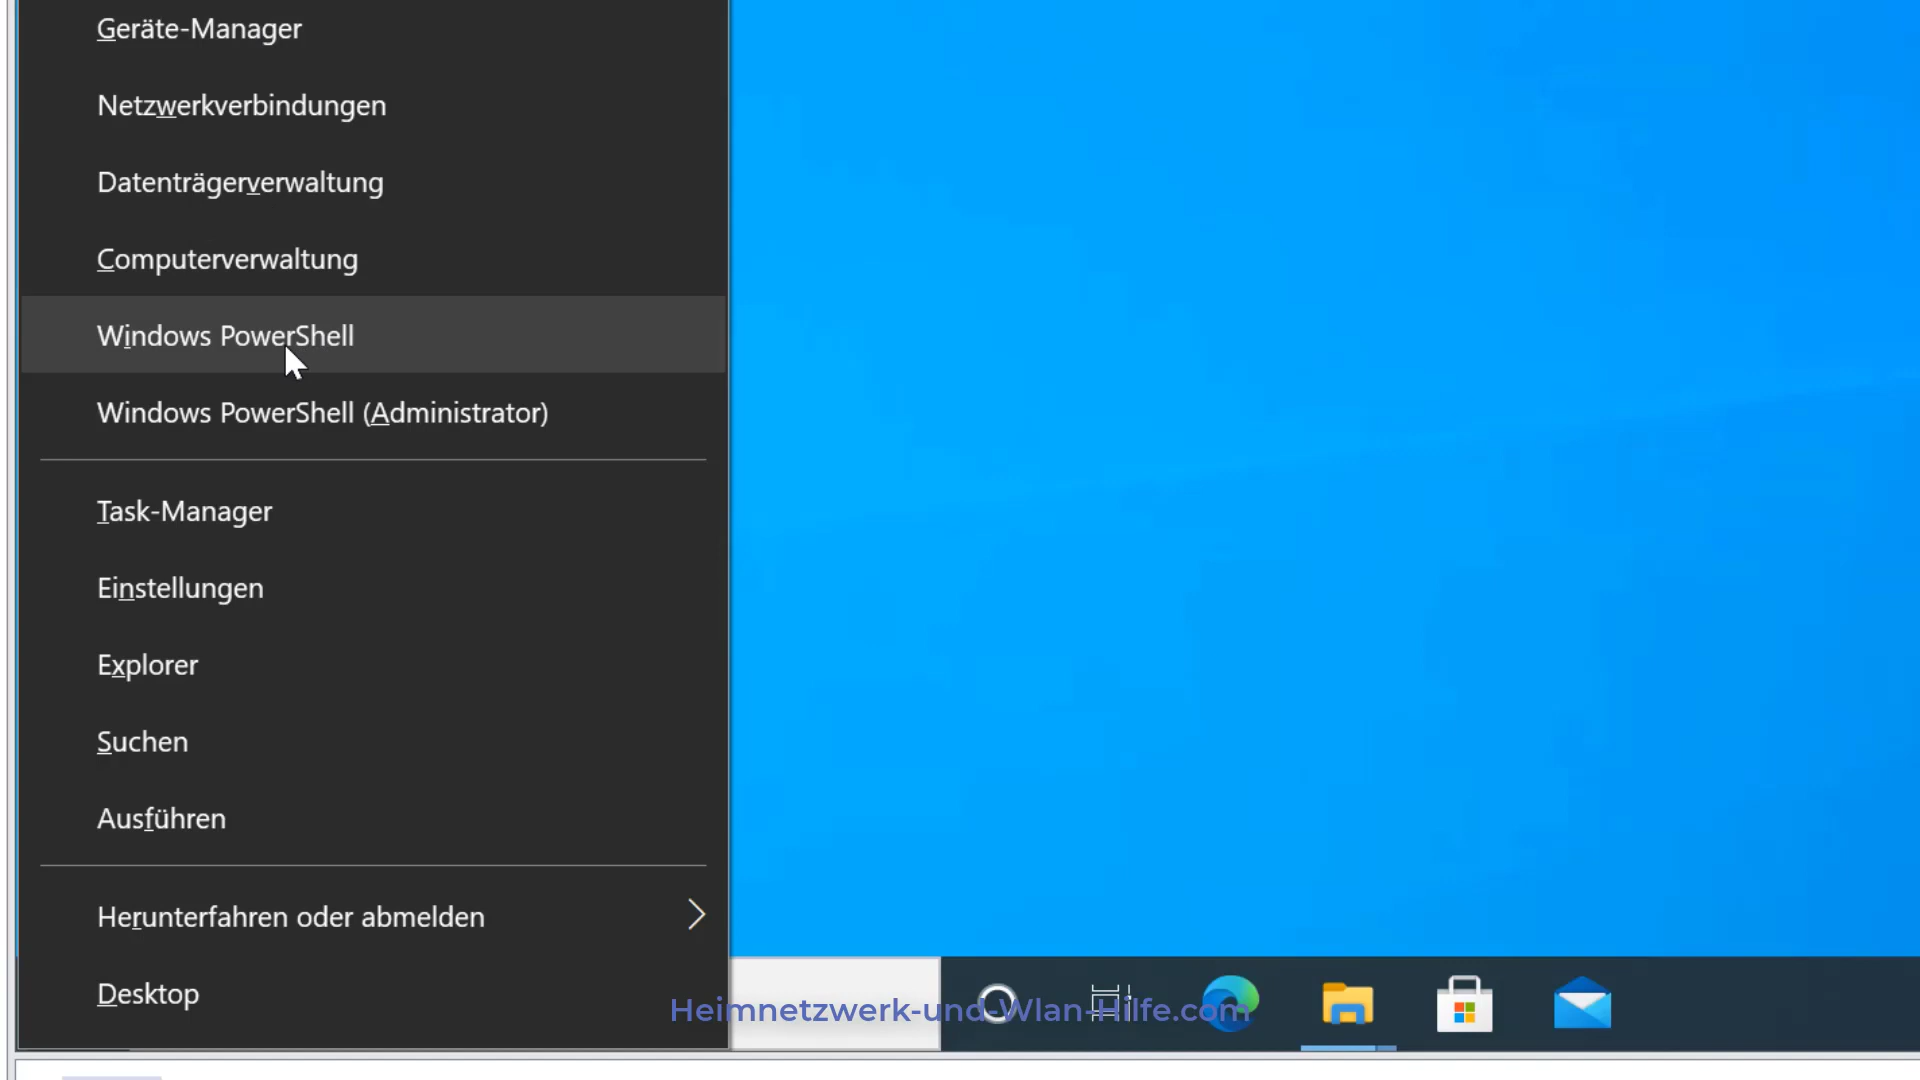 Geräte-Manager
Netzwerkverbindungen
Datenträgerverwaltung
Computerverwaltung
Windows PowerShell
Windows PowerShell (Administrator)
Task-Manager
Einstellungen
Explorer
Suchen
Ausführen
Herunterfahren oder abmelden
Desktop
Heimnetzwerk-und-Wlan-Hilfe.com